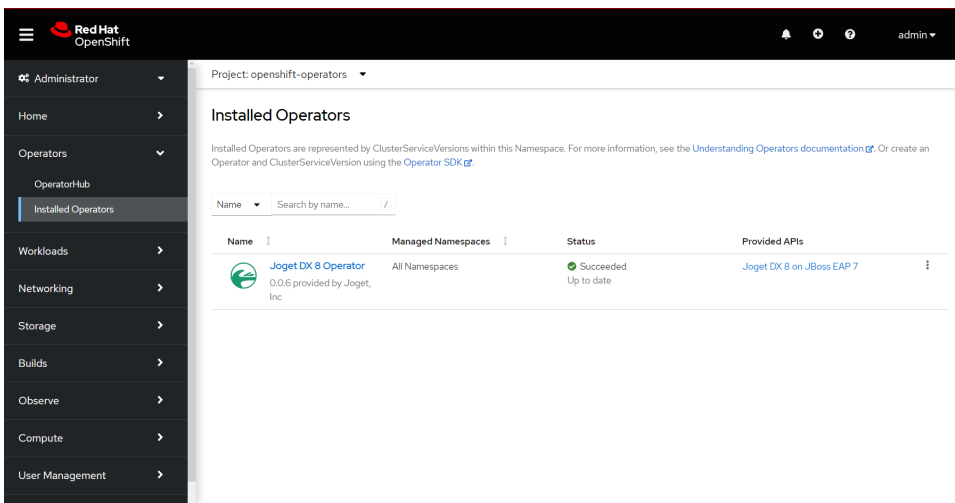 Red Hat
OpenShift
admin
Administrator
Project: openshift-operators
Home
Operators
OperatorHub
Installed Operators
Workloads
Networking
Storage
Builds
Observe
Compute
User Management
Installed Operators
Installed Operators are represented by ClusterServiceVersions within this Namespace. For more information, see the Understanding Operators documentation. Or create an
Operator and ClusterServiceVersion using the Operator SDK.
Name Search by name... /
Name Managed Namespaces Status Provided APIs
Joget DX 8 Operator All Namespaces Succeeded Joget DX 8 on JBoss EAP 7
0.0.6 provided by Joget, Up to date
Inc